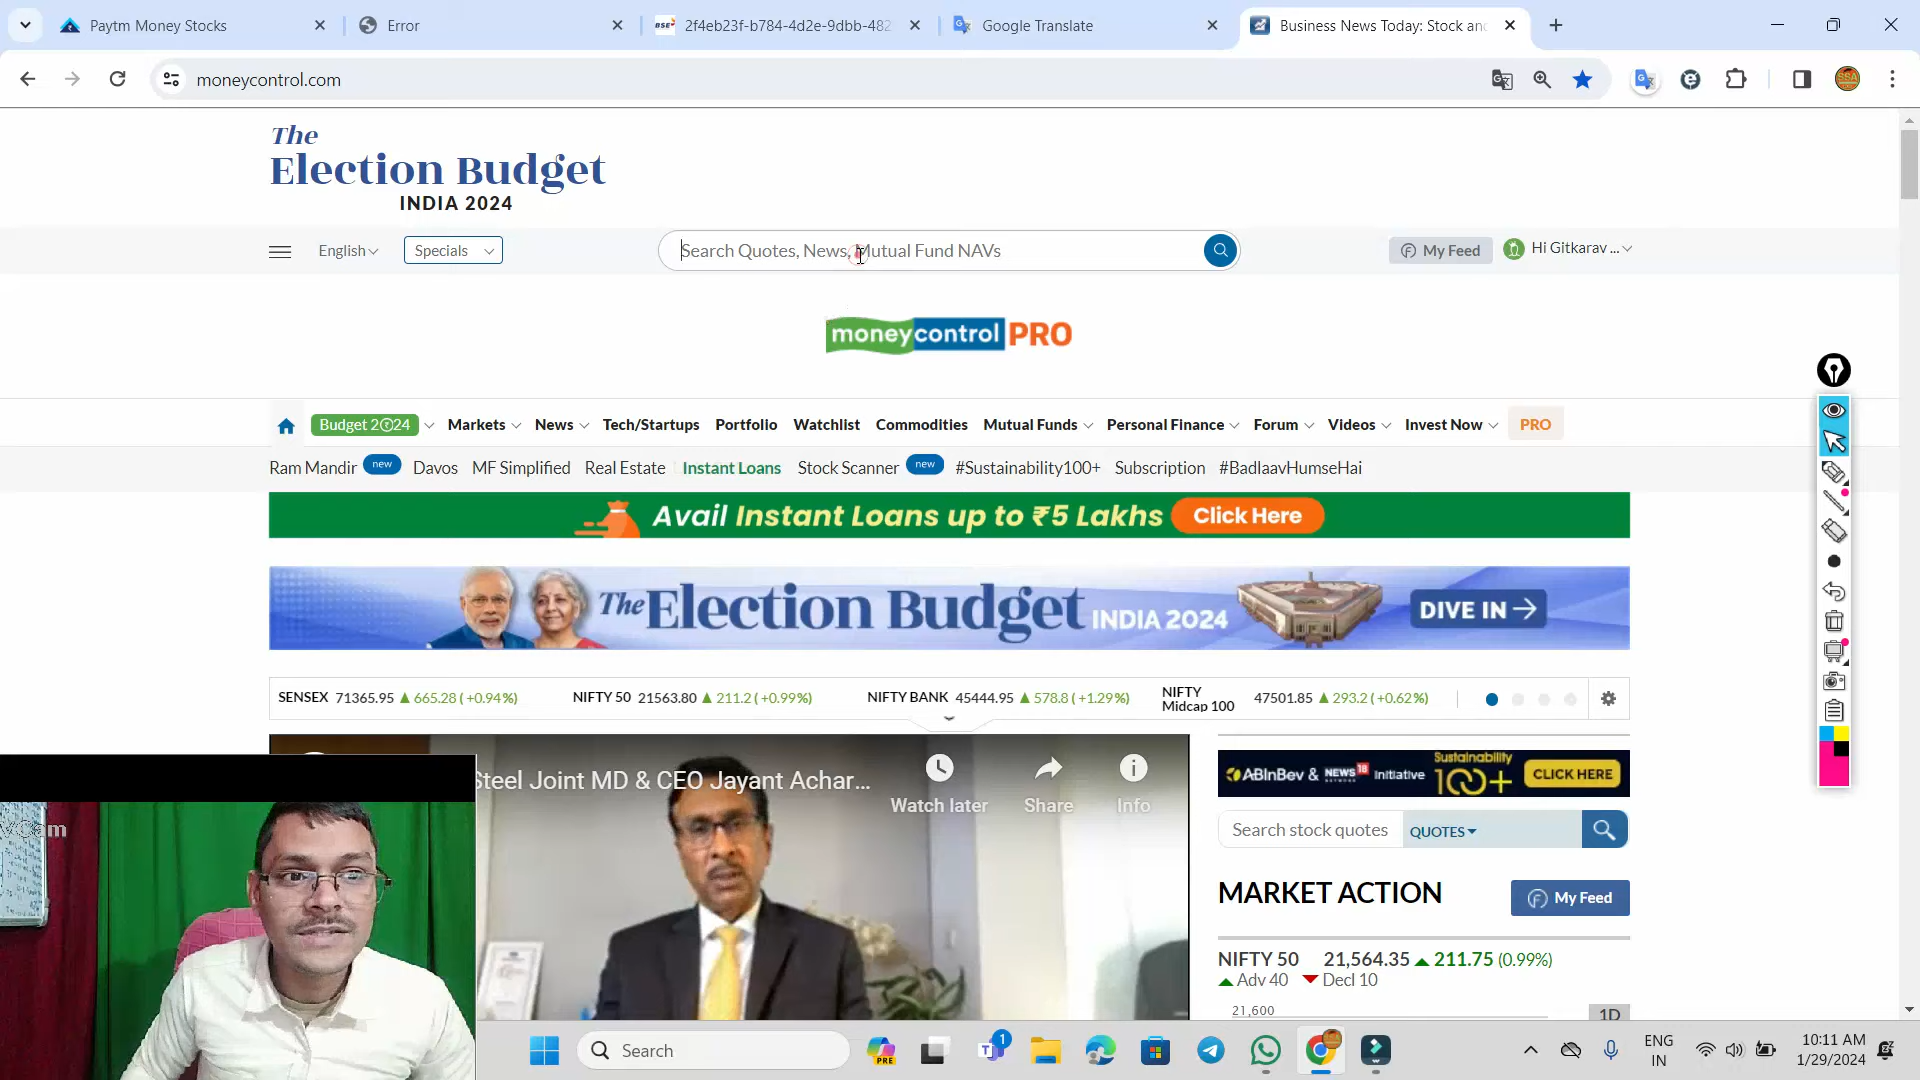 Paytm Money Stocks
Error
BSE 2f4eb23f-b784-4d2e-9dbb-482
Google Translate
Business News Today: Stock and
moneycontrol.com
The
Election Budget
INDIA 2024
English
Specials
Search Quotes, News, Mutual Fund NAVs
My Feed
Hi Gitkarav ...
moneycontrol PRO
Budget 2024
Markets
News
Tech/Startups
Portfolio
Watchlist
Commodities
Mutual Funds
Personal Finance
Forum
Videos
Invest Now
PRO
Ram Mandir new
Davos
MF Simplified
Real Estate
Instant Loans
Stock Scanner new
#Sustainability100+
Subscription
#BadlaavHumseHai
Avail Instant Loans up to ₹5 Lakhs Click Here
The Election Budget INDIA 2024 DIVE IN →
SENSEX 71365.95 ▲ 665.28 ( +0.94%)
NIFTY 50 21563.80 ▲ 211.2 ( +0.99%)
NIFTY BANK 45444.95 ▲ 578.8 ( +1.29%)
NIFTY
Midcap 100
47501.85 ▲ 293.2 ( +0.62%)
Steel Joint MD & CEO Jayant Achar...
Watch later
Share
Info
ABInBev & NEWS18 Initiative
Sustainability
100+
CLICK HERE
Search stock quotes
QUOTES
MARKET ACTION
My Feed
NIFTY 50 21,564.35 ▲ 211.75 (0.99%)
▲ Adv 40 ▼ Decl 10
21,600
1D
Search
PRE
1
ENG
IN
10:11 AM
1/29/2024